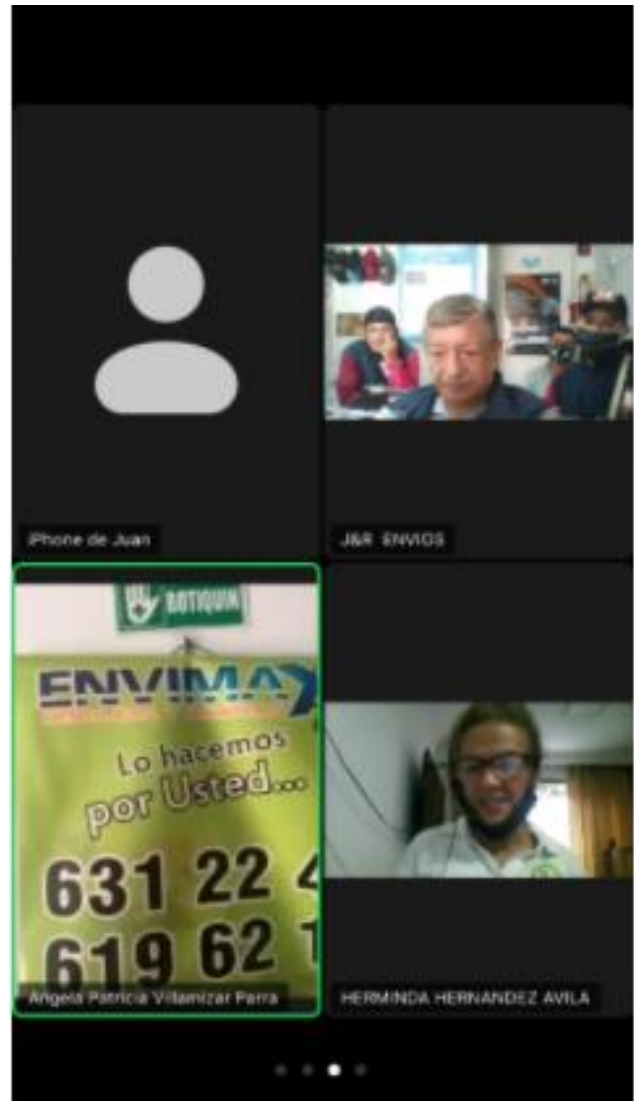 iPhone de Juan
J&R ENVIOS
BOTIQUIN
ENVIMAX
Lo hacemos
por Usted...
631 22 4
619 62 1
Angela Patricia Villamizar Parra
HERMINDA HERNANDEZ AVILA